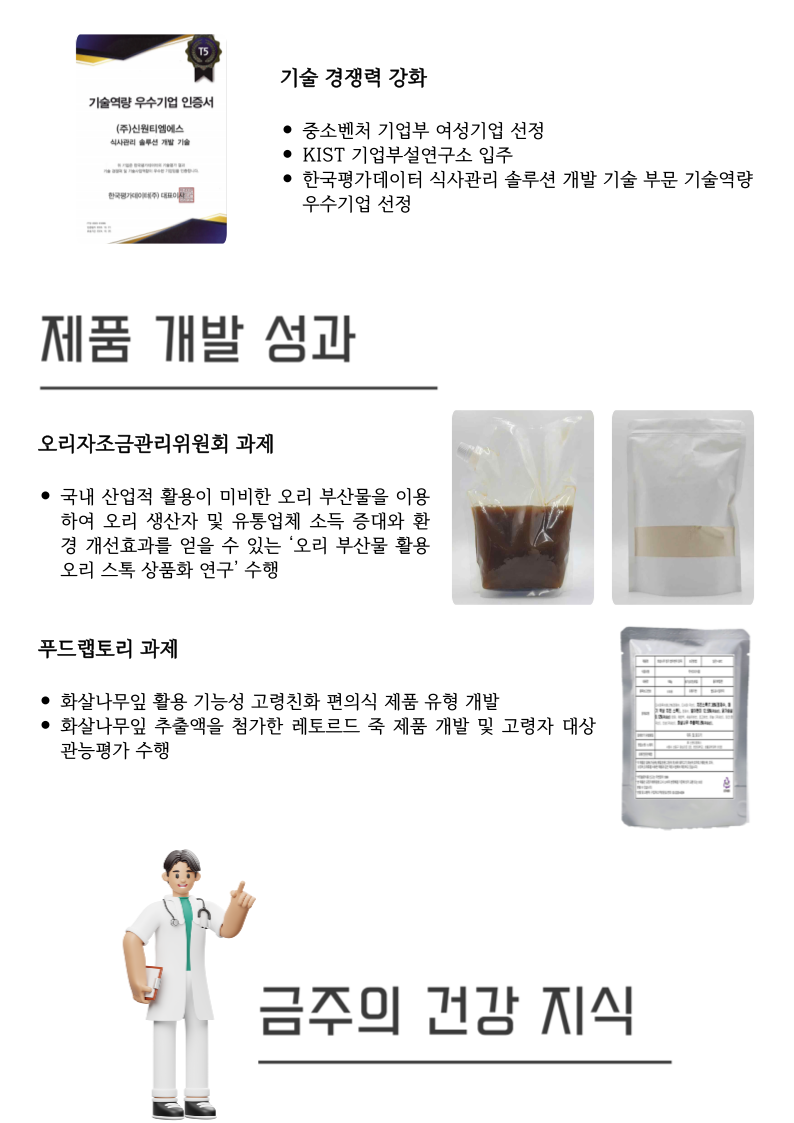 T5
기술역량 우수기업 인증서
(주)신원티엠에스
식사관리 솔루션 개발 기술
한국평가데이터(주) 대표이사
기술 경쟁력 강화
● 중소벤처 기업부 여성기업 선정
● KIST 기업부설연구소 입주
● 한국평가데이터 식사관리 솔루션 개발 기술 부문 기술역량
우수기업 선정
제품 개발 성과
오리자조금관리위원회 과제
● 국내 산업적 활용이 미비한 오리 부산물을 이용
하여 오리 생산자 및 유통업체 소득 증대와 환
경 개선효과를 얻을 수 있는 ‘오리 부산물 활용
오리 스톡 상품화 연구’ 수행
푸드랩토리 과제
● 화살나무잎 활용 기능성 고령친화 편의식 제품 유형 개발
● 화살나무잎 추출액을 첨가한 레토르드 죽 제품 개발 및 고령자 대상
관능평가 수행
금주의 건강 지식